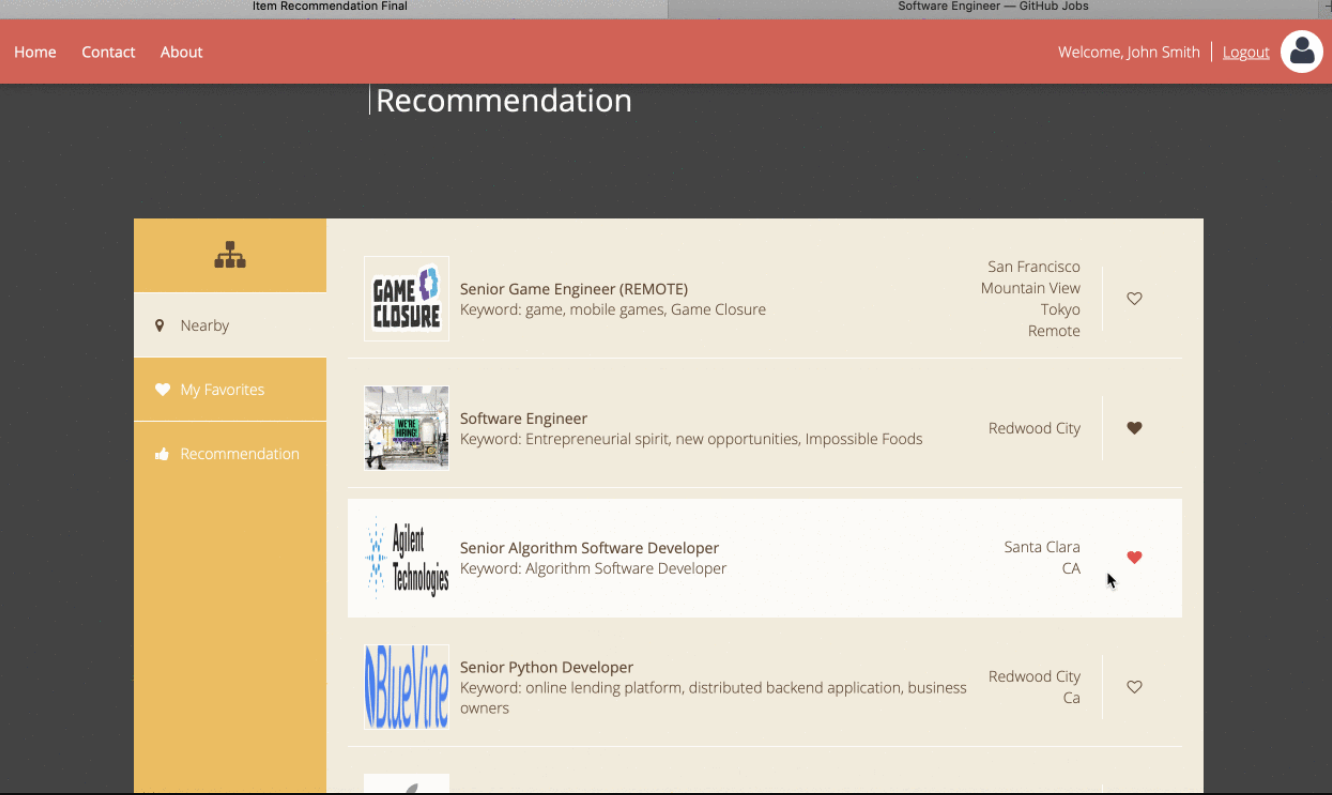 Item Recommendation Final
Software Engineer — GitHub Jobs
Home
Contact
About
Welcome, John Smith
Logout
Recommendation
Nearby
My Favorites
Recommendation
GAME
CLOSURE
Senior Game Engineer (REMOTE)
Keyword: game, mobile games, Game Closure
San Francisco
Mountain View
Tokyo
Remote
WE'RE
HIRING!
Software Engineer
Keyword: Entrepreneurial spirit, new opportunities, Impossible Foods
Redwood City
Agilent
Technologies
Senior Algorithm Software Developer
Keyword: Algorithm Software Developer
Santa Clara
CA
BlueVine
Senior Python Developer
Keyword: online lending platform, distributed backend application, business
owners
Redwood City
Ca